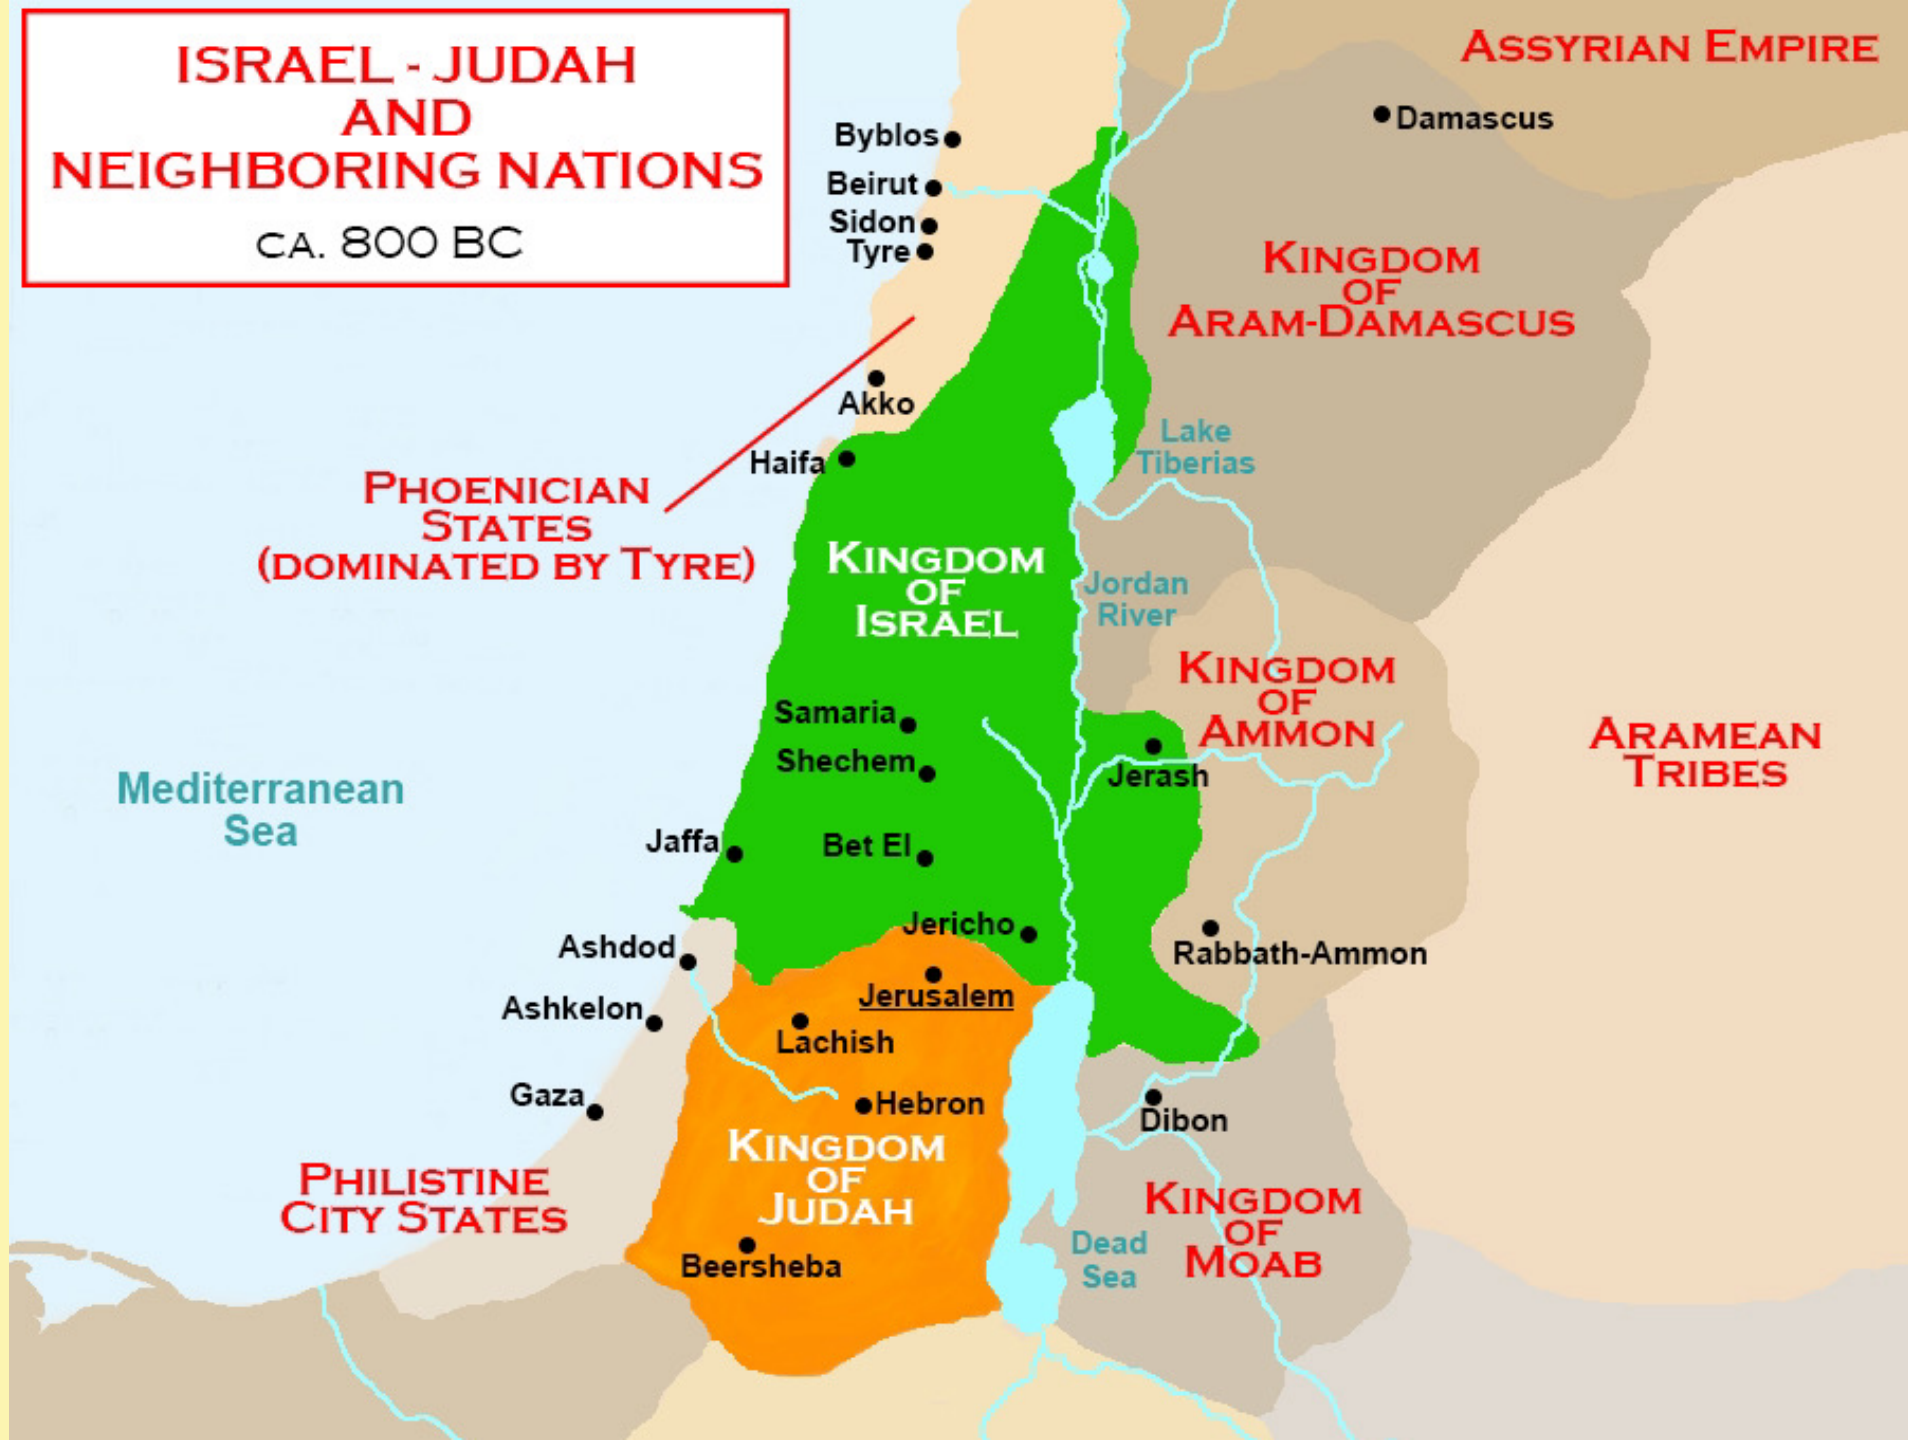 ISRAEL - JUDAH
AND
NEIGHBORING NATIONS
CA. 800 BC
ASSYRIAN EMPIRE
Damascus
Byblos
Beirut
Sidon
Tyre
KINGDOM
OF
ARAM-DAMASCUS
Akko
Haifa
Lake
Tiberias
PHOENICIAN
STATES
(DOMINATED BY TYRE)
KINGDOM
OF
ISRAEL
Jordan
River
KINGDOM
OF
AMMON
ARAMEAN
TRIBES
Samaria
Shechem
Jerash
Mediterranean
Sea
Jaffa
Bet El
Jericho
Rabbath-Ammon
Ashdod
Jerusalem
Ashkelon
Lachish
Gaza
Hebron
Dibon
KINGDOM
OF
JUDAH
PHILISTINE
CITY STATES
KINGDOM
OF
MOAB
Dead
Sea
Beersheba